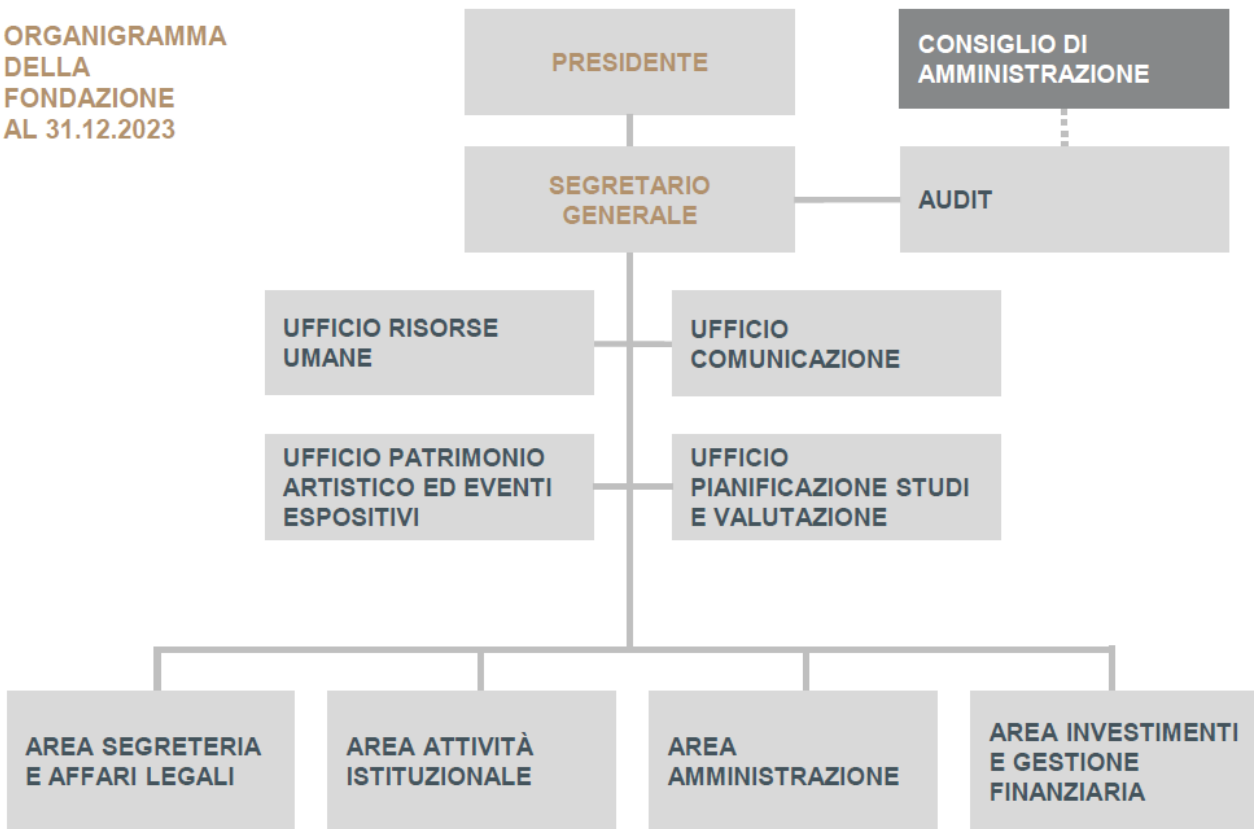 ORGANIGRAMMA
DELLA
FONDAZIONE
AL 31.12.2023
PRESIDENTE
CONSIGLIO DI
AMMINISTRAZIONE
SEGRETARIO
GENERALE
AUDIT
UFFICIO RISORSE
UMANE
UFFICIO
COMUNICAZIONE
UFFICIO PATRIMONIO
ARTISTICO ED EVENTI
ESPOSITIVI
UFFICIO
PIANIFICAZIONE STUDI
E VALUTAZIONE
AREA SEGRETERIA
E AFFARI LEGALI
AREA ATTIVITÀ
ISTITUZIONALE
AREA
AMMINISTRAZIONE
AREA INVESTIMENTI
E GESTIONE
FINANZIARIA